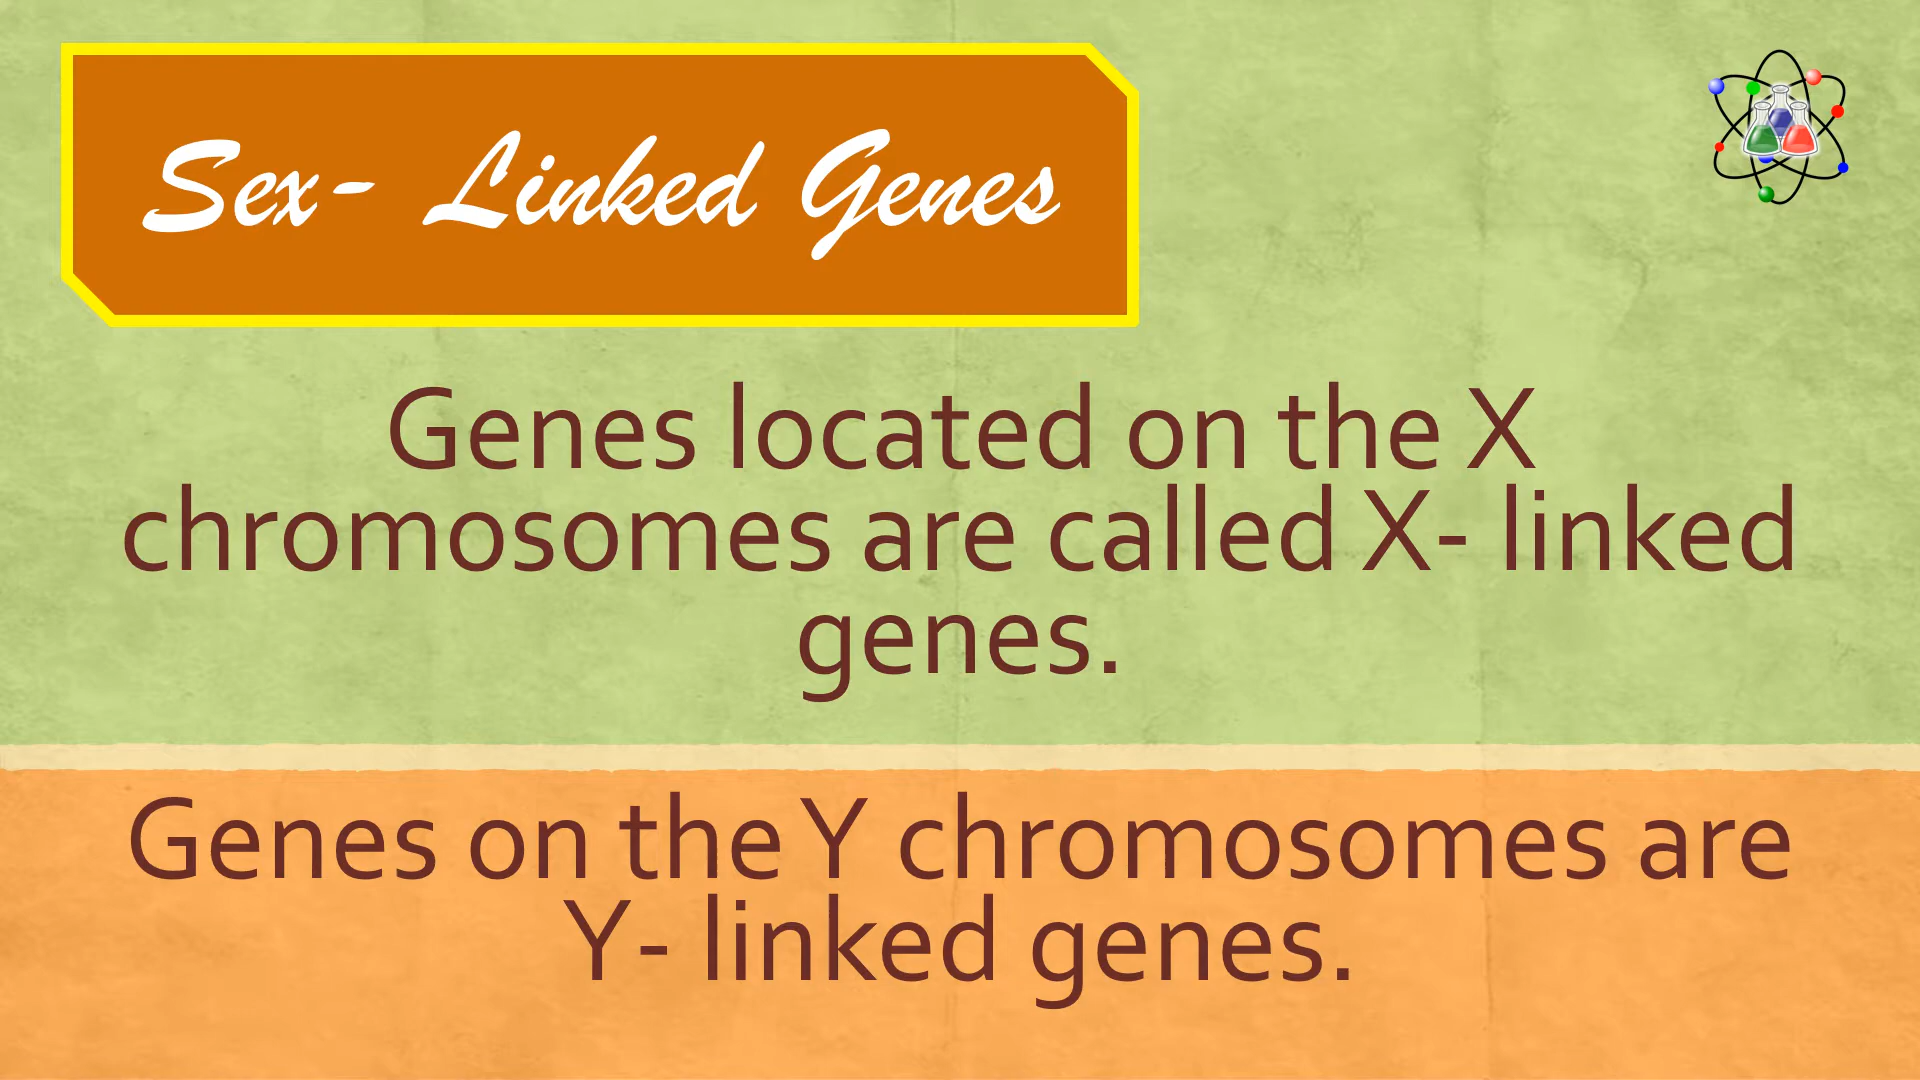 Sex- Linked Genes
Genes located on the X
chromosomes are called X- linked
genes.
Genes on the Y chromosomes are
Y- linked genes.